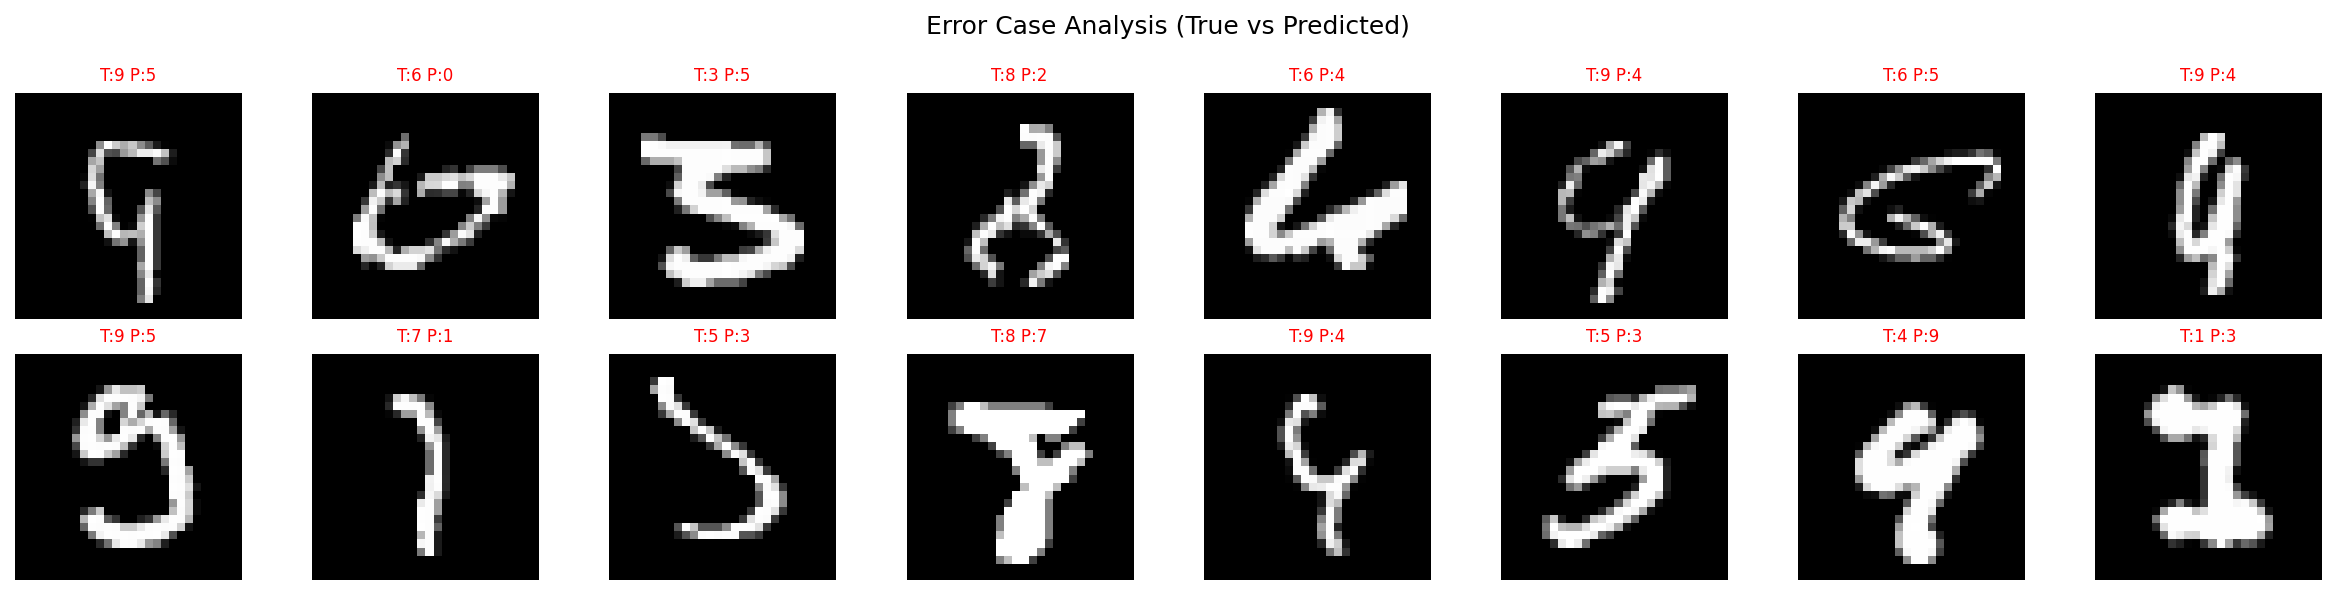 Error Case Analysis (True vs Predicted)
T:9 P:5 T:6 P:0 T:3 P:5 T:8 P:2 T:6 P:4 T:9 P:4 T:6 P:5 T:9 P:4
T:9 P:5 T:7 P:1 T:5 P:3 T:8 P:7 T:9 P:4 T:5 P:3 T:4 P:9 T:1 P:3